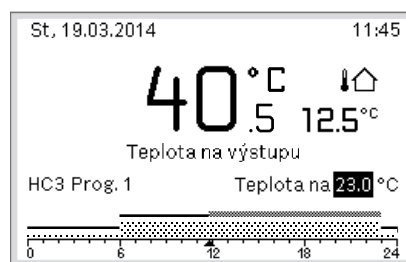 St, 19.03.2014 11:45
40.5 °C 12.5°C
Teplota na výstupu
HC3 Prog. 1 Teplota na 23.0 °C
0 6 12 18 24